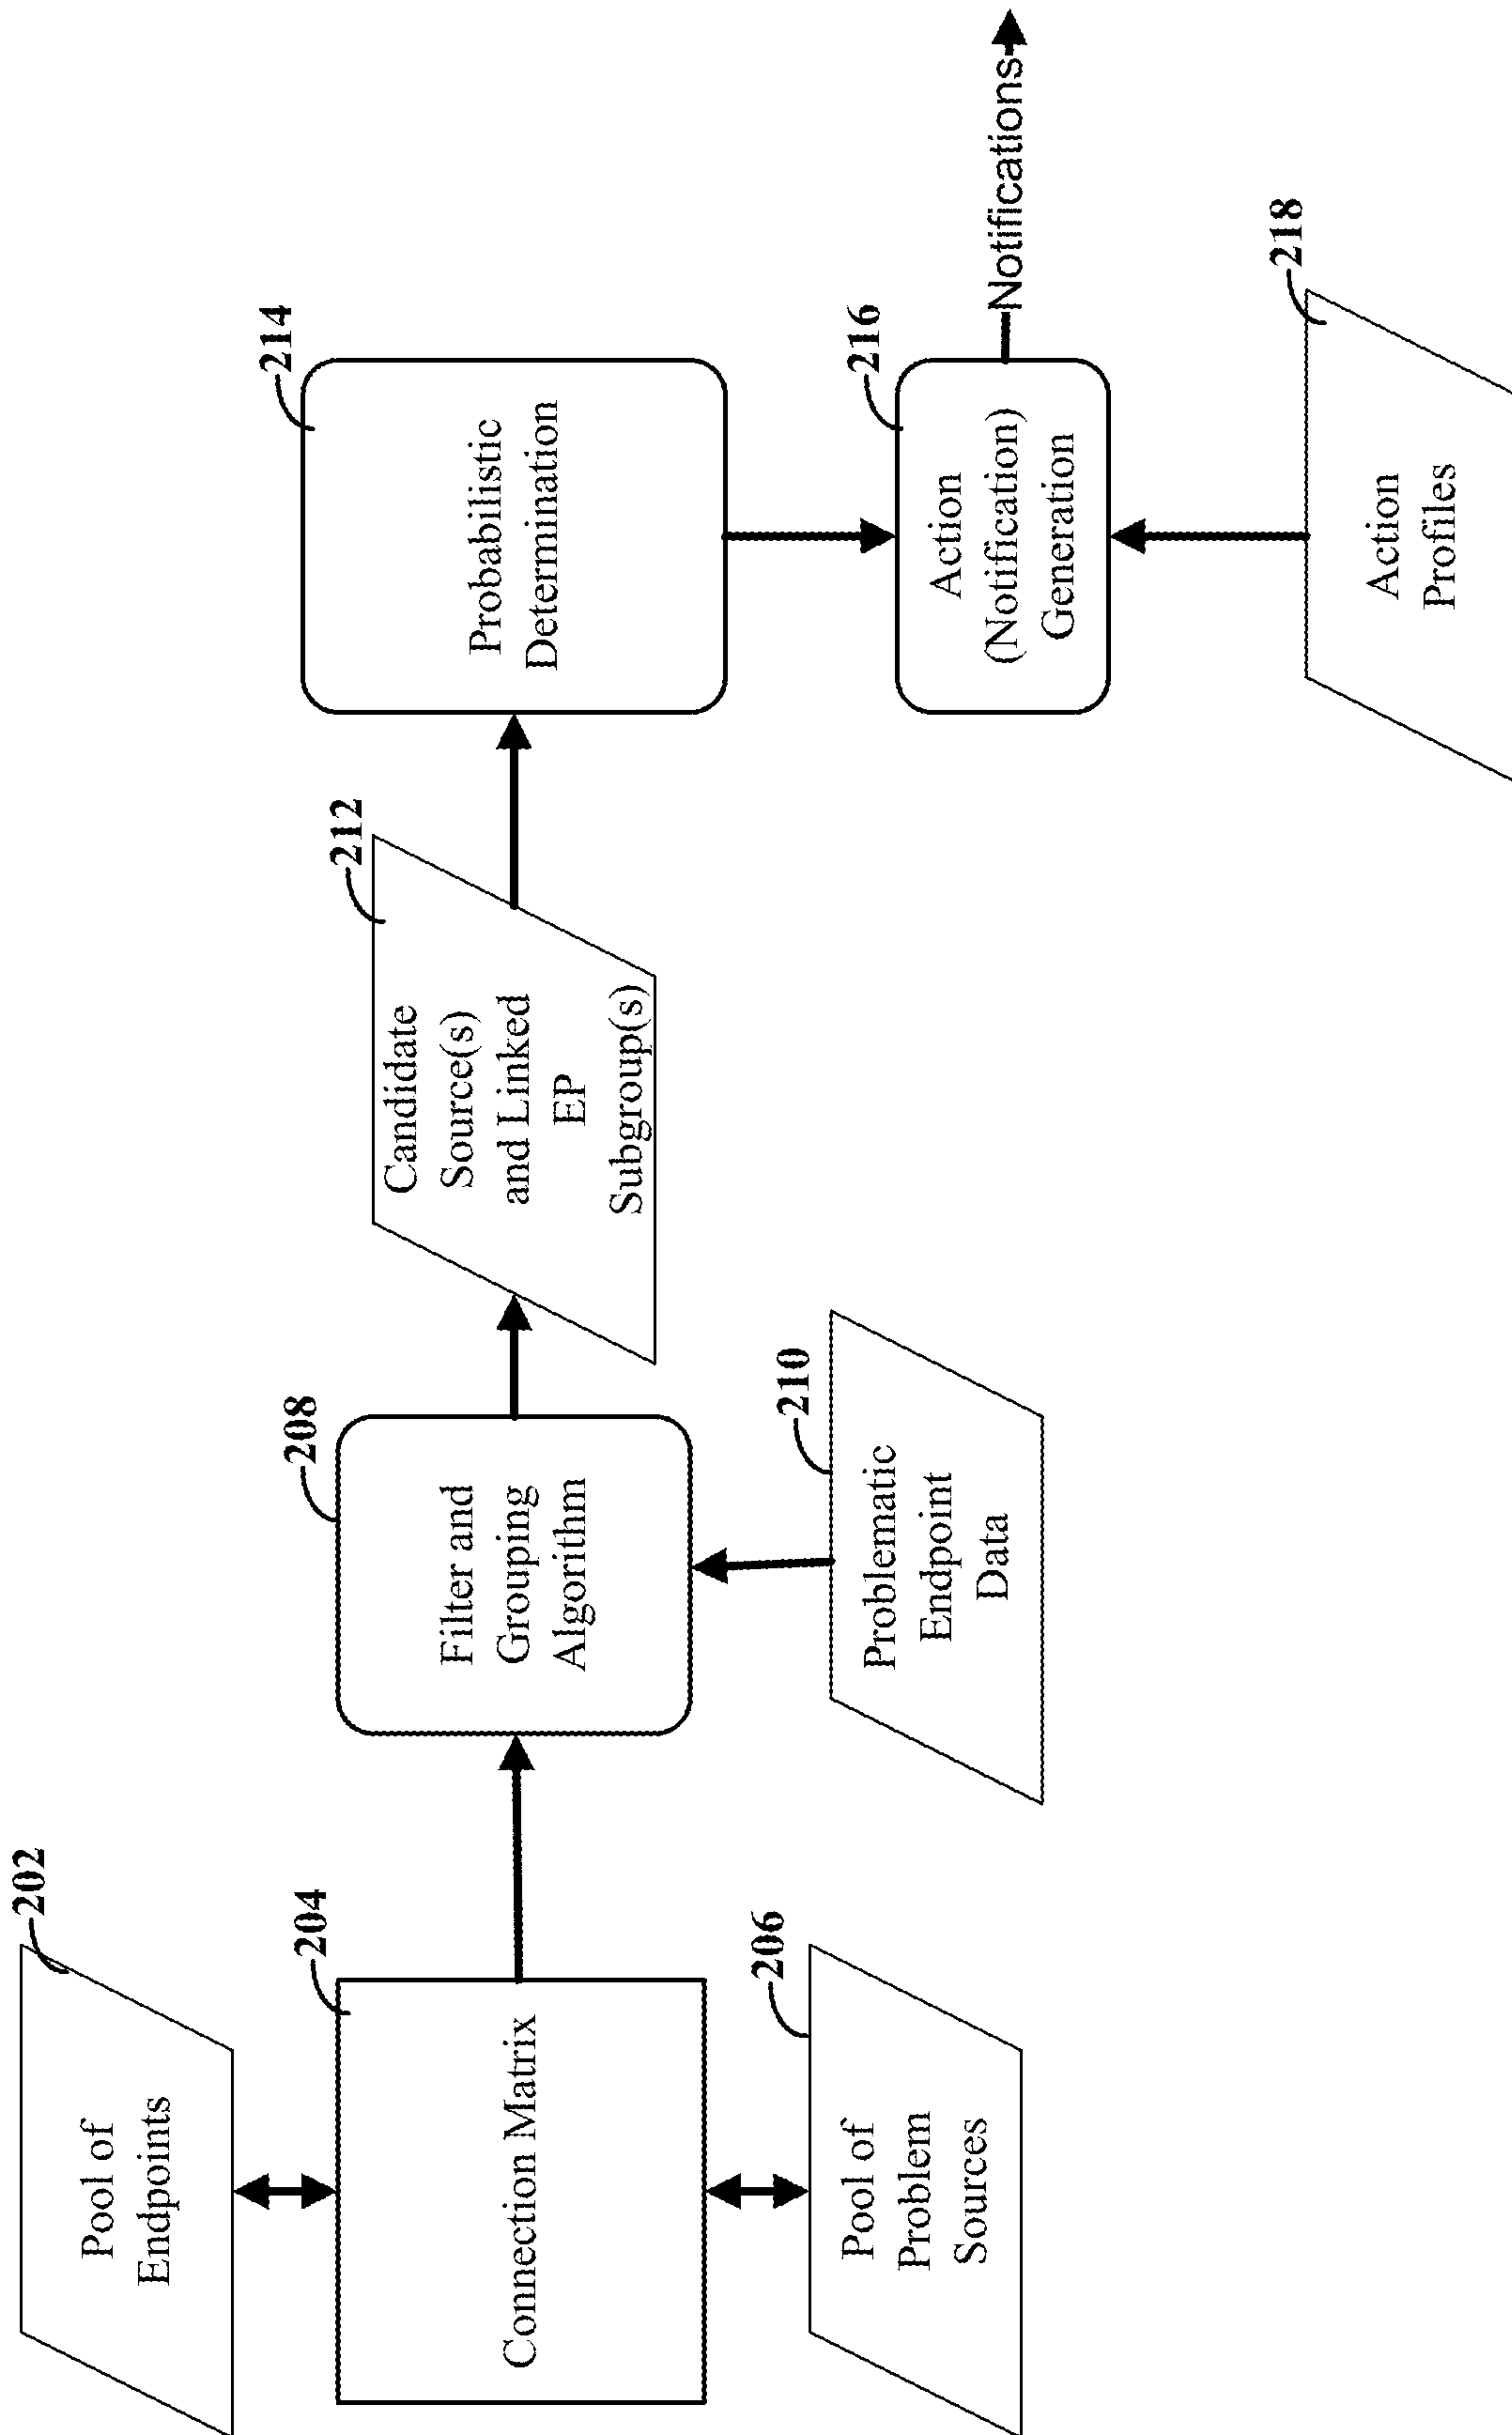 202
Pool of
Endpoints
204
Connection Matrix
206
Pool of
Problem
Sources
208
Filter and
Grouping
Algorithm
210
Problematic
Endpoint
Data
212
Candidate
Source(s)
and Linked
EP
Subgroup(s)
214
Probabilistic
Determination
216
Action
(Notification)
Generation
Notifications
218
Action
Profiles